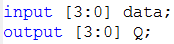 input [3:0] data;
output [3:0] Q;